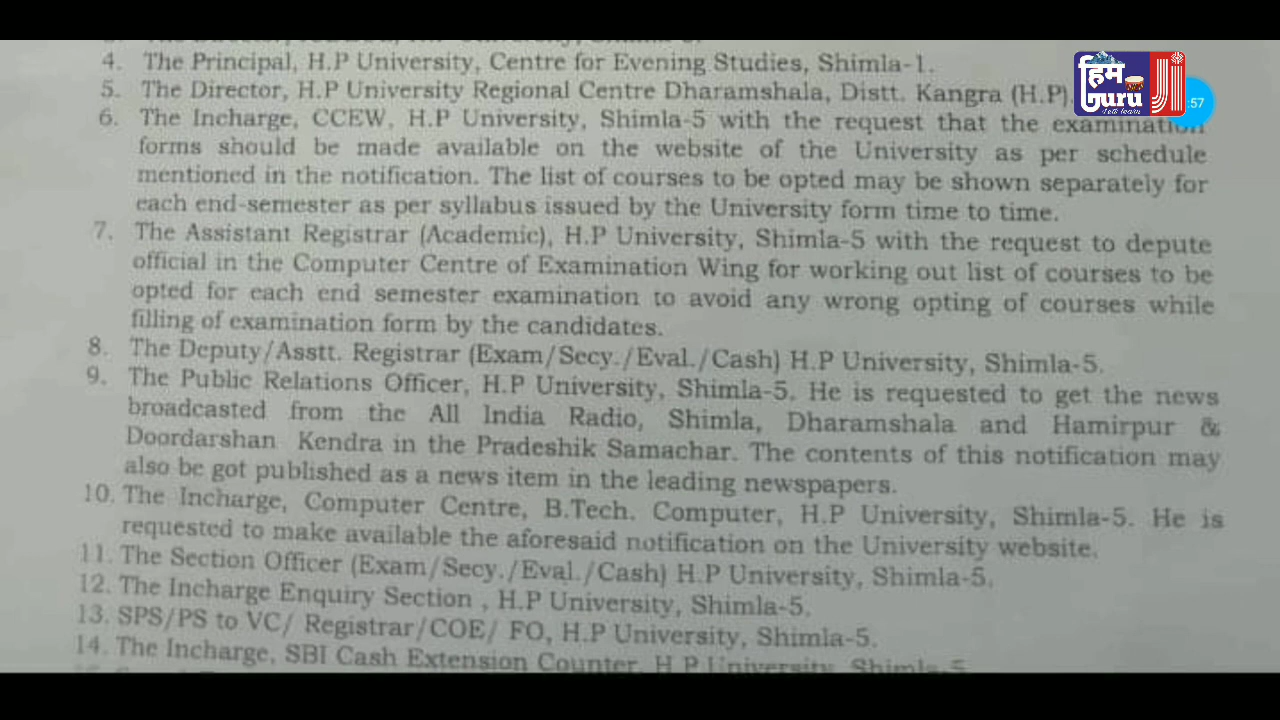 4. The Principal, H.P University, Centre for Evening Studies, Shimla-1.
5. The Director, H.P University Regional Centre Dharamshala, Distt. Kangra (H.P).
6. The Incharge, CCEW, H.P University, Shimla-5 with the request that the examination
forms should be made available on the website of the University as per schedule
mentioned in the notification. The list of courses to be opted may be shown separately for
each end-semester as per syllabus issued by the University form time to time.
7. The Assistant Registrar (Academic), H.P University, Shimla-5 with the request to depute
official in the Computer Centre of Examination Wing for working out list of courses to be
opted for each end semester examination to avoid any wrong opting of courses while
filling of examination form by the candidates.
8. The Deputy/Asstt. Registrar (Exam/Secy./Eval./Cash) H.P University, Shimla-5.
9. The Public Relations Officer, H.P University, Shimla-5. He is requested to get the news
broadcasted from the All India Radio, Shimla, Dharamshala and Hamirpur &
Doordarshan Kendra in the Pradeshik Samachar. The contents of this notification may
also be got published as a news item in the leading newspapers.
10. The Incharge, Computer Centre, B.Tech. Computer, H.P University, Shimla-5. He is
requested to make available the aforesaid notification on the University website.
11. The Section Officer (Exam/Secy./Eval./Cash) H.P University, Shimla-5.
12. The Incharge Enquiry Section , H.P University, Shimla-5.
13. SPS/PS to VC/ Registrar/COE/ FO, H.P University, Shimla-5.
14. The Incharge, SBI Cash Extension Counter, H.P University, Shimla-5
हिम
Guru
Ji
:57